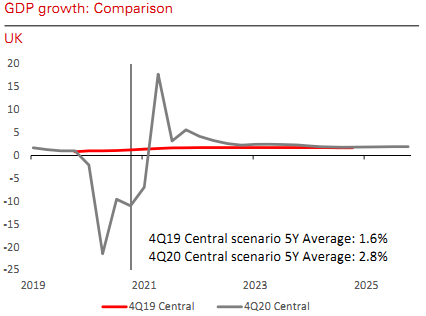 GDP growth: Comparison
UK
20
15
10
5
0
-5
-10
-15
-20
-25
4Q19 Central scenario 5Y Average: 1.6%
4Q20 Central scenario 5Y Average: 2.8%
2019 2021 2023 2025
4Q19 Central 4Q20 Central